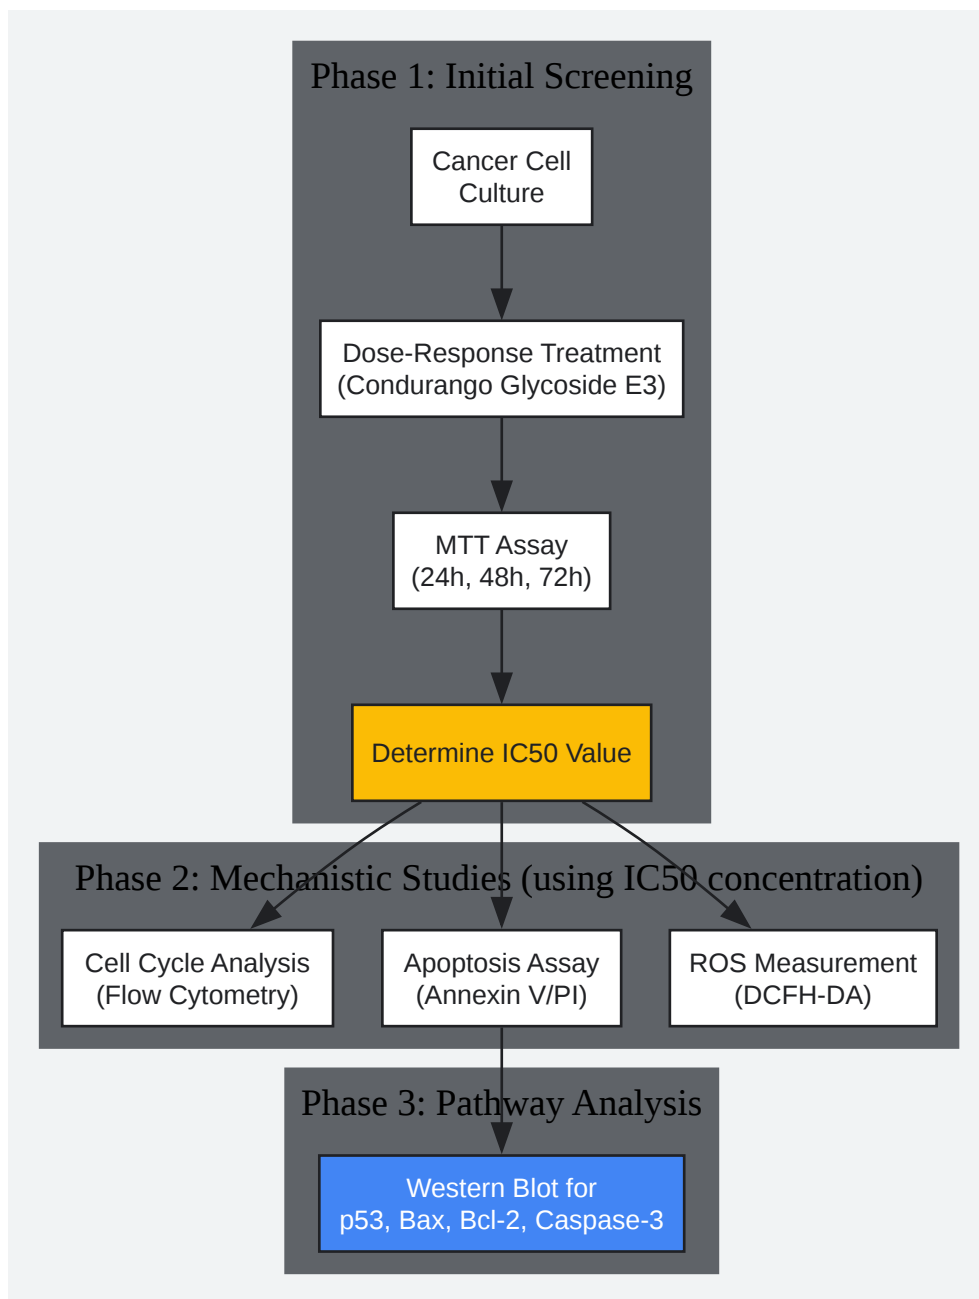 Phase 1: Initial Screening
Cancer Cell
Culture
Dose-Response Treatment
(Condurango Glycoside E3)
MTT Assay
(24h, 48h, 72h)
Determine IC50 Value
Phase 2: Mechanistic Studies (using IC50 concentration)
Cell Cycle Analysis
(Flow Cytometry)
Apoptosis Assay
(Annexin V/PI)
ROS Measurement
(DCFH-DA)
Phase 3: Pathway Analysis
Western Blot for
p53, Bax, Bcl-2, Caspase-3